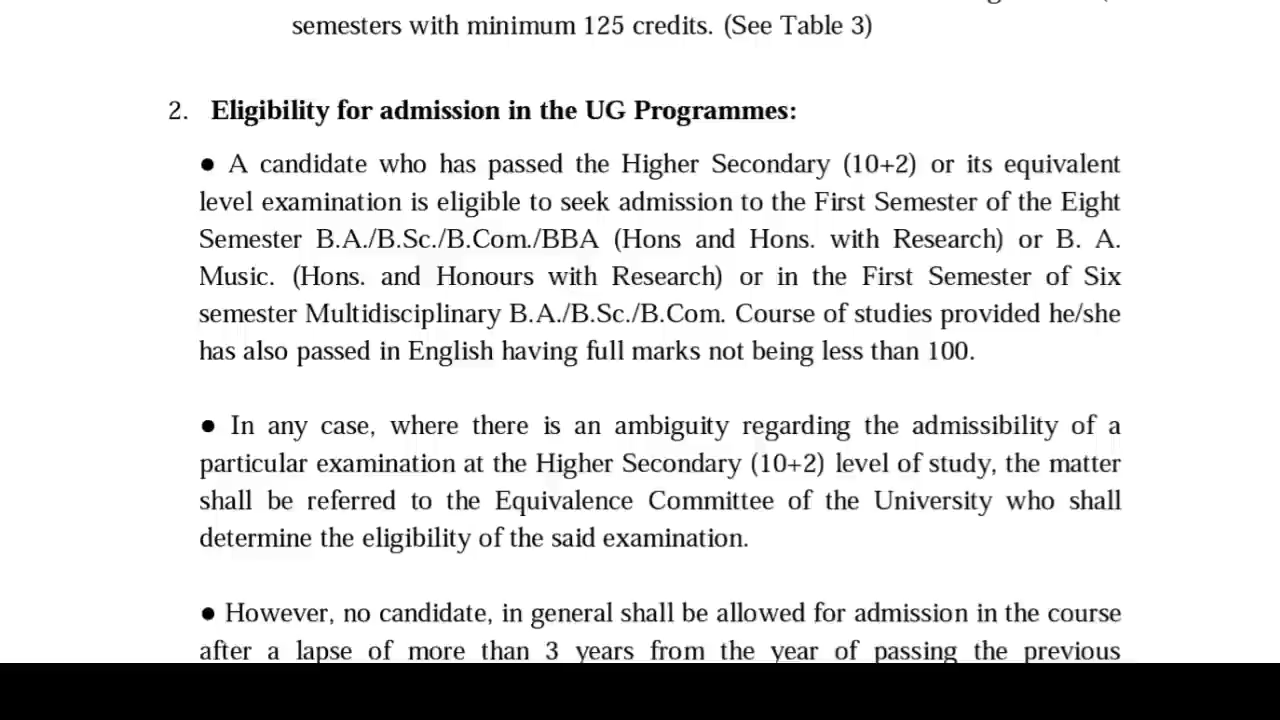 semesters with minimum 125 credits. (See Table 3)
2. Eligibility for admission in the UG Programmes:
● A candidate who has passed the Higher Secondary (10+2) or its equivalent
level examination is eligible to seek admission to the First Semester of the Eight
Semester B.A./B.Sc./B.Com./BBA (Hons and Hons. with Research) or B. A.
Music. (Hons. and Honours with Research) or in the First Semester of Six
semester Multidisciplinary B.A./B.Sc./B.Com. Course of studies provided he/she
has also passed in English having full marks not being less than 100.
● In any case, where there is an ambiguity regarding the admissibility of a
particular examination at the Higher Secondary (10+2) level of study, the matter
shall be referred to the Equivalence Committee of the University who shall
determine the eligibility of the said examination.
● However, no candidate, in general shall be allowed for admission in the course
after a lapse of more than 3 years from the year of passing the previous